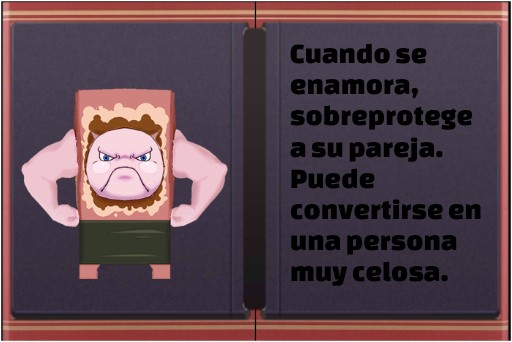 Cuando se
enamora,
sobreprotege
a su pareja.
Puede
convertirse en
una persona
muy celosa.